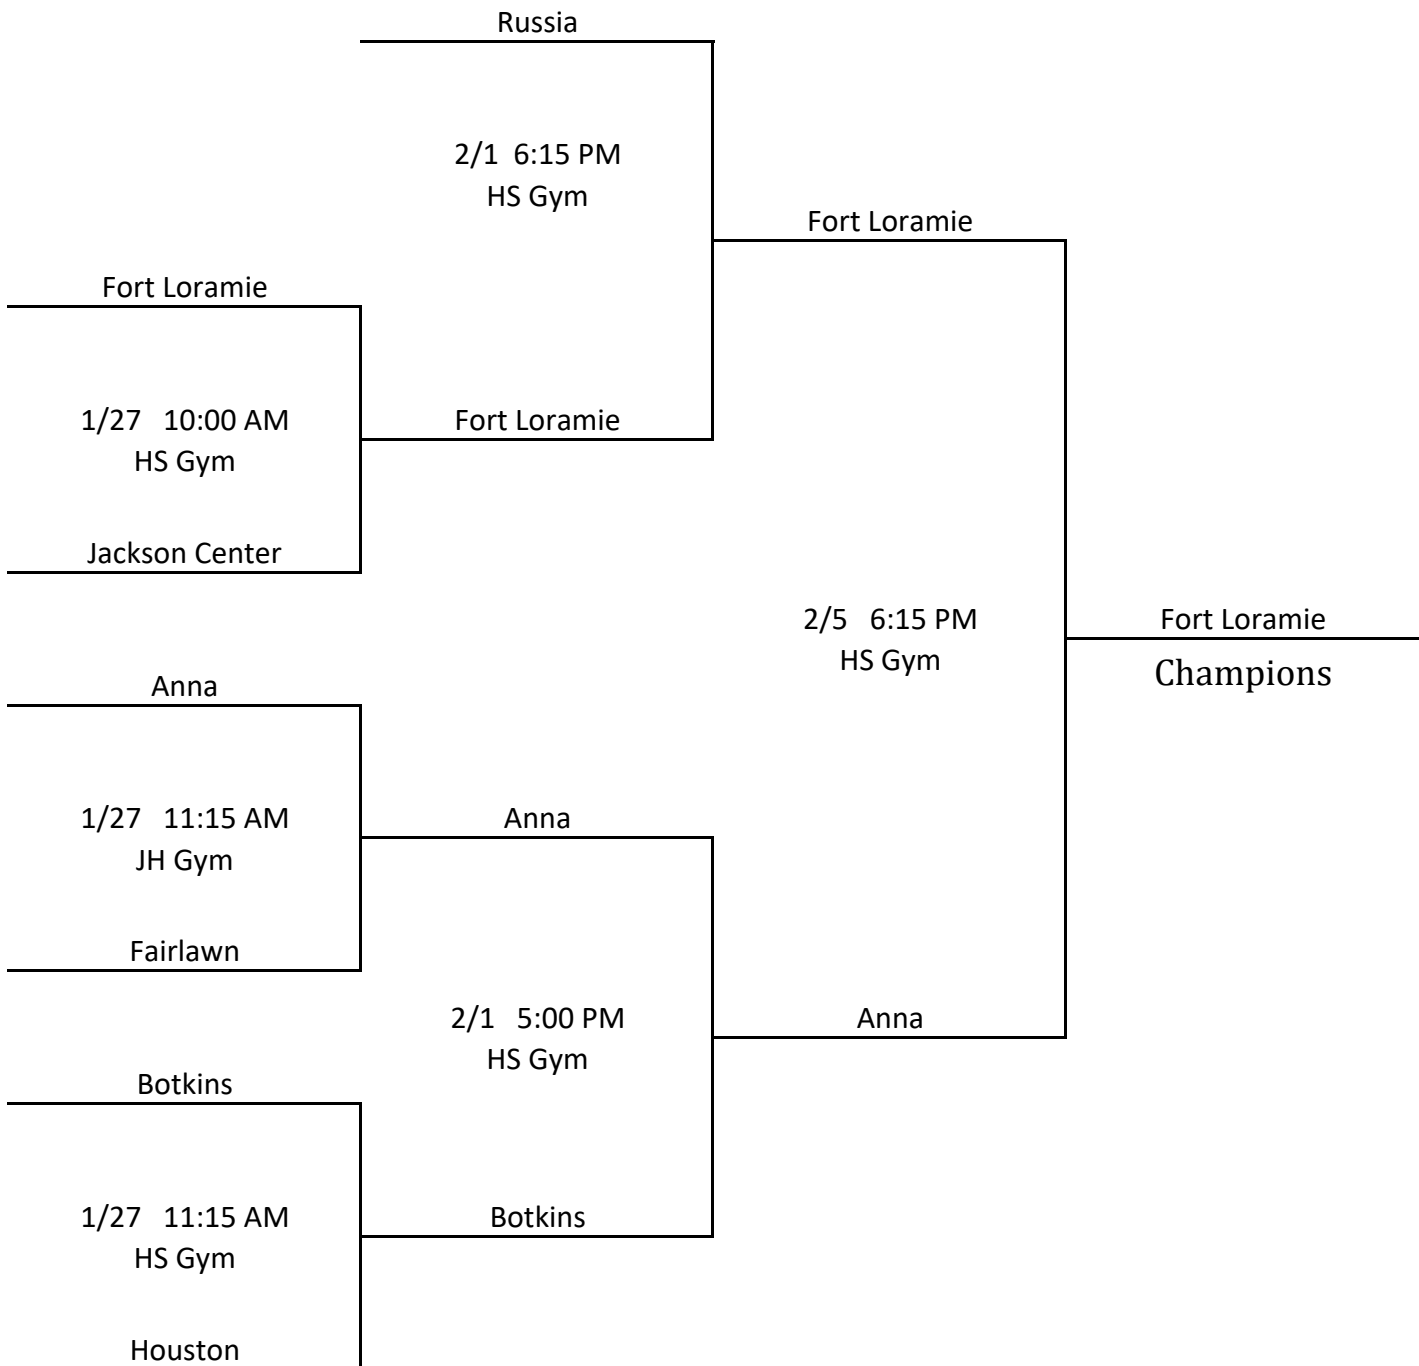 Russia
2/1 6:15 PM
HS Gym
Fort Loramie
Fort Loramie
1/27 10:00 AM
HS Gym
Fort Loramie
Jackson Center
2/5 6:15 PM
HS Gym
Fort Loramie
Champions
Anna
1/27 11:15 AM
JH Gym
Anna
Fairlawn
2/1 5:00 PM
HS Gym
Anna
Botkins
1/27 11:15 AM
HS Gym
Botkins
Houston